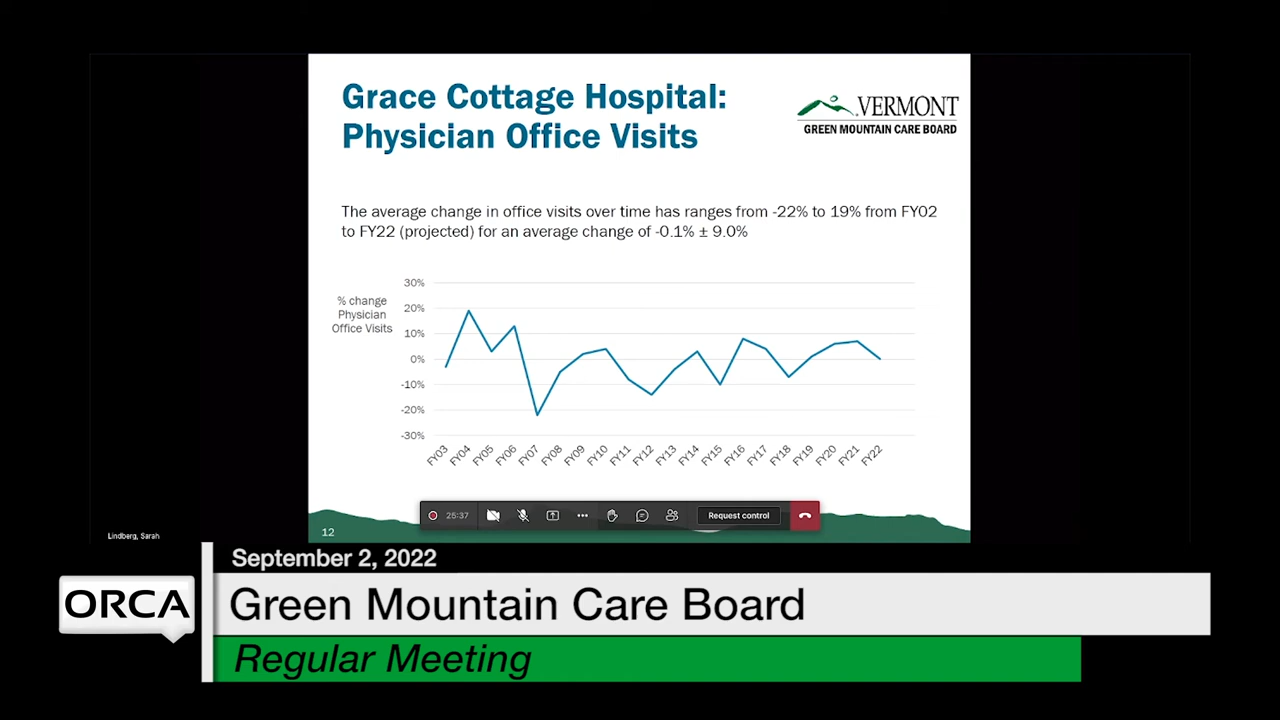 Grace Cottage Hospital:
Physician Office Visits
VERMONT
GREEN MOUNTAIN CARE BOARD
The average change in office visits over time has ranges from -22% to 19% from FY02
to FY22 (projected) for an average change of -0.1% ± 9.0%
% change
Physician
Office Visits
30%
20%
10%
0%
-10%
-20%
-30%
FY03 FY04 FY05 FY06 FY07 FY08 FY09 FY10 FY11 FY12 FY13 FY14 FY15 FY16 FY17 FY18 FY19 FY20 FY21 FY22
25:37
Request control
12
Lindberg, Sarah
September 2, 2022
ORCA
Green Mountain Care Board
Regular Meeting